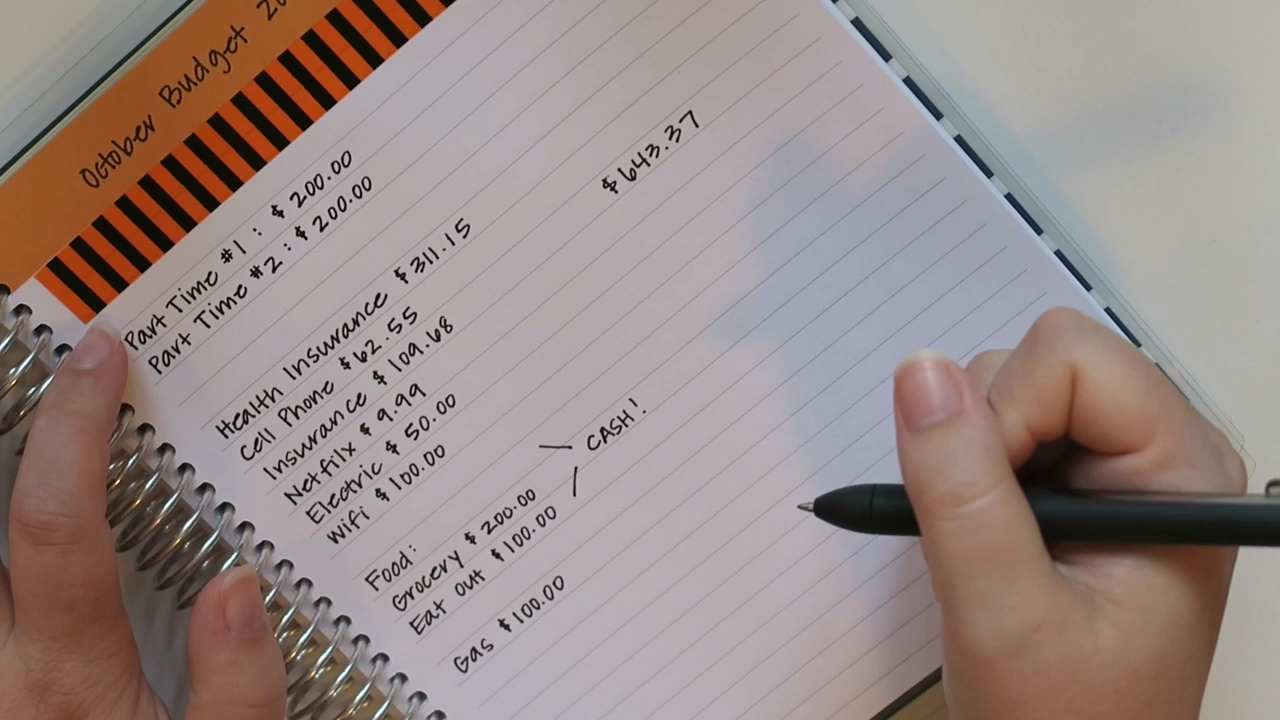 October Budget
Part Time #1 : $ 200.00
Part Time #2 : $ 200.00
$643.37
Health Insurance $311.15
Cell Phone $62.55
Insurance $ 109.68
Netfilx $ 9.99
Electric $ 50.00
Wifi $ 100.00
CASH!
Food:
Grocery $ 200.00
Eat out $100.00
Gas $100.00